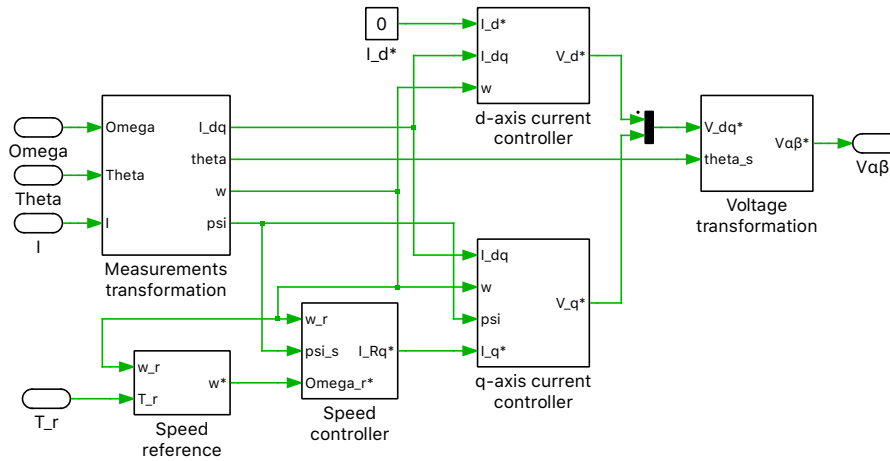 0
I_d*
I_d*
I_dq
w
V_d*
d-axis current
controller
Omega
Theta
I
Omega
Theta
I
I_dq
theta
w
psi
Measurements
transformation
V_dq*
theta_s
Vαβ*
Voltage
transformation
Vαβ
I_dq
w
psi
I_q*
V_q*
q-axis current
controller
w_r
psi_s
Omega_r*
I_Rq*
Speed
controller
w_r
T_r
w*
Speed
reference
T_r